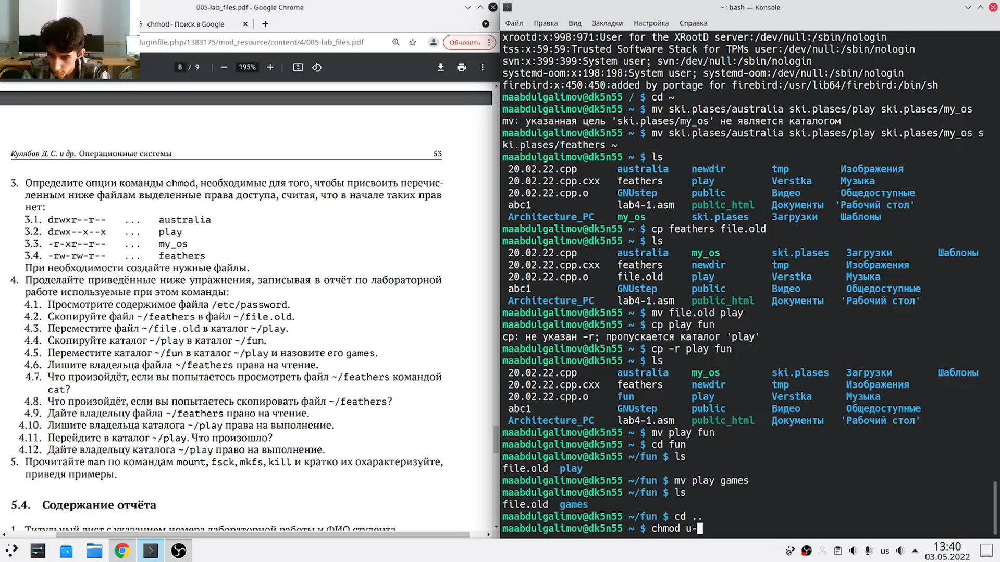 005-lab_files.pdf - Google Chrome
chmod - Поиск в Google
luginfile.php/1383175/mod_resource/content/4/005-lab_files.pdf
Обновить
8 / 9
195%
Кулябов Д. С. и др. Операционные системы 53
3. Определите опции команды chmod, необходимые для того, чтобы присвоить перечис-
ленным ниже файлам выделенные права доступа, считая, что в начале таких прав
нет:
3.1. drwxr--r-- ... australia
3.2. drwx--x--x ... play
3.3. -r-xr--r-- ... my_os
3.4. -rw-rw-r-- ... feathers
При необходимости создайте нужные файлы.
4. Проделайте приведённые ниже упражнения, записывая в отчёт по лабораторной
работе используемые при этом команды:
4.1. Просмотрите содержимое файла /etc/password.
4.2. Скопируйте файл ~/feathers в файл ~/file.old.
4.3. Переместите файл ~/file.old в каталог ~/play.
4.4. Скопируйте каталог ~/play в каталог ~/fun.
4.5. Переместите каталог ~/fun в каталог ~/play и назовите его games.
4.6. Лишите владельца файла ~/feathers права на чтение.
4.7. Что произойдёт, если вы попытаетесь просмотреть файл ~/feathers командой
cat?
4.8. Что произойдёт, если вы попытаетесь скопировать файл ~/feathers?
4.9. Дайте владельцу файла ~/feathers право на чтение.
4.10. Лишите владельца каталога ~/play права на выполнение.
4.11. Перейдите в каталог ~/play. Что произошло?
4.12. Дайте владельцу каталога ~/play право на выполнение.
5. Прочитайте man по командам mount, fsck, mkfs, kill и кратко их охарактеризуйте,
приведя примеры.
5.4. Содержание отчёта
1. Титульный лист с указанием номера лабораторной работы и ФИО студента
~ : bash — Konsole
Файл Правка Вид Закладки Настройка Справка
xrootd:x:998:971:User for the XRootD server:/dev/null:/sbin/nologin
tss:x:59:59:Trusted Software Stack for TPMs user:/dev/null:/sbin/nologin
svn:x:399:399:System user; svn:/dev/null:/sbin/nologin
systemd-oom:x:198:198:System user; systemd-oom:/dev/null:/sbin/nologin
firebird:x:450:450:added by portage for firebird:/usr/lib64/firebird:/bin/sh
maabdulgalimov@dk5n55 / $ cd ~
maabdulgalimov@dk5n55 ~ $ mv ski.plases/australia ski.plases/play ski.plases/my_os
mv: указанная цель 'ski.plases/my_os' не является каталогом
maabdulgalimov@dk5n55 ~ $ mv ski.plases/australia ski.plases/play ski.plases/my_os s
ki.plases/feathers ~
maabdulgalimov@dk5n55 ~ $ ls
20.02.22.cpp australia newdir tmp Изображения
20.02.22.cpp.cxx feathers play Verstka Музыка
20.02.22.cpp.o GNUstep public Видео Общедоступные
abc1 lab4-1.asm public_html Документы 'Рабочий стол'
Architecture_PC my_os ski.plases Загрузки Шаблоны
maabdulgalimov@dk5n55 ~ $ cp feathers file.old
maabdulgalimov@dk5n55 ~ $ ls
20.02.22.cpp australia my_os ski.plases Загрузки Шаблоны
20.02.22.cpp.cxx feathers newdir tmp Изображения
20.02.22.cpp.o file.old play Verstka Музыка
abc1 GNUstep public Видео Общедоступные
Architecture_PC lab4-1.asm public_html Документы 'Рабочий стол'
maabdulgalimov@dk5n55 ~ $ mv file.old play
maabdulgalimov@dk5n55 ~ $ cp play fun
cp: не указан -r; пропускается каталог 'play'
maabdulgalimov@dk5n55 ~ $ cp -r play fun
maabdulgalimov@dk5n55 ~ $ ls
20.02.22.cpp australia my_os ski.plases Загрузки Шаблоны
20.02.22.cpp.cxx feathers newdir tmp Изображения
20.02.22.cpp.o fun play Verstka Музыка
abc1 GNUstep public Видео Общедоступные
Architecture_PC lab4-1.asm public_html Документы 'Рабочий стол'
maabdulgalimov@dk5n55 ~ $ mv play fun
maabdulgalimov@dk5n55 ~ $ cd fun
maabdulgalimov@dk5n55 ~/fun $ ls
file.old play
maabdulgalimov@dk5n55 ~/fun $ mv play games
maabdulgalimov@dk5n55 ~/fun $ ls
file.old games
maabdulgalimov@dk5n55 ~/fun $ cd ..
maabdulgalimov@dk5n55 ~ $ chmod u-
us
13:40
03.05.2022